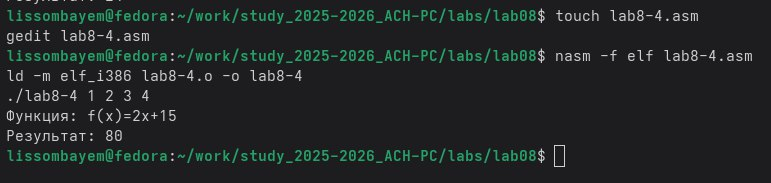 lissombayem@fedora:~/work/study_2025-2026_ACH-PC/labs/lab08$ touch lab8-4.asm
gedit lab8-4.asm
lissombayem@fedora:~/work/study_2025-2026_ACH-PC/labs/lab08$ nasm -f elf lab8-4.asm
ld -m elf_i386 lab8-4.o -o lab8-4
./lab8-4 1 2 3 4
Функция: f(x)=2x+15
Результат: 80
lissombayem@fedora:~/work/study_2025-2026_ACH-PC/labs/lab08$